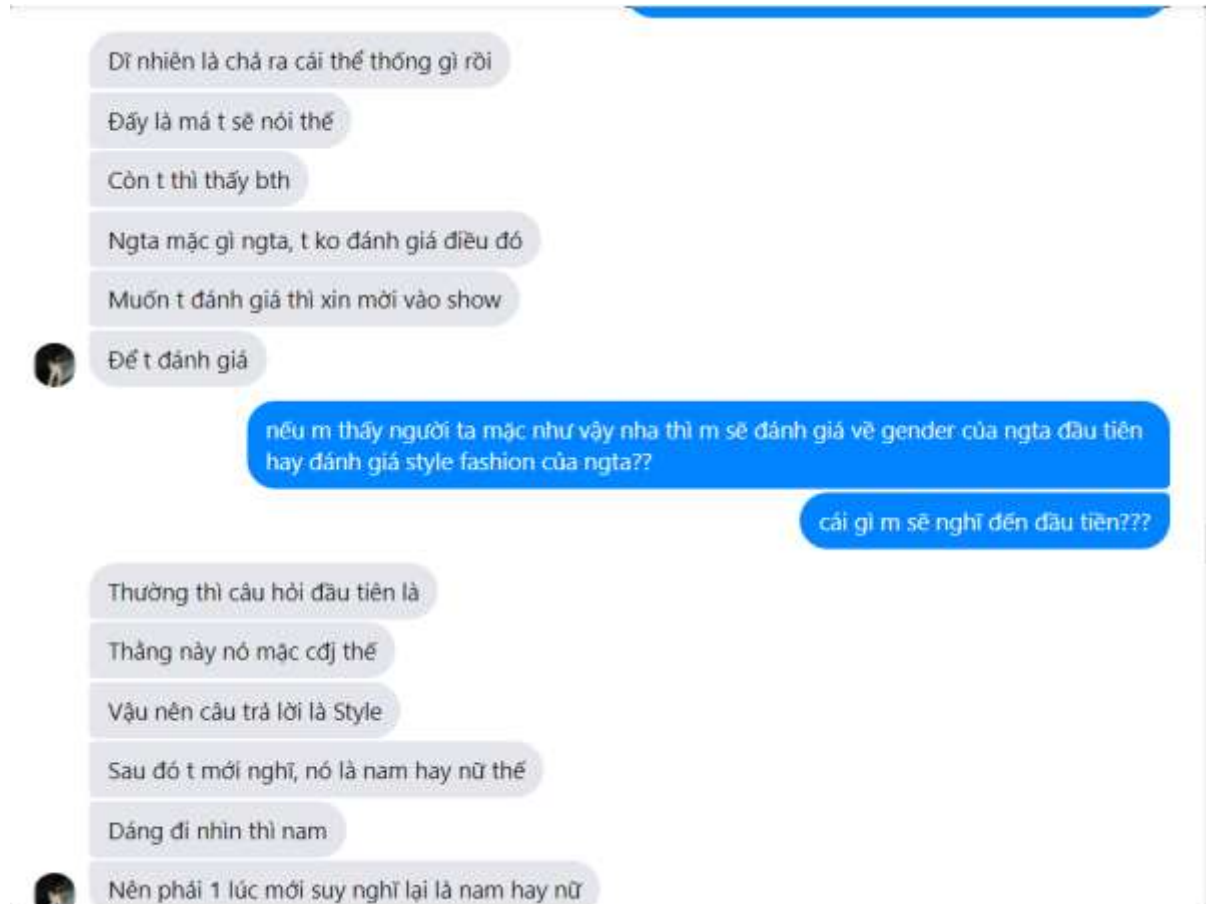 Dĩ nhiên là chả ra cái thể thống gì rồi
Đấy là má t sẽ nói thế
Còn t thì thấy bth
Ngta mặc gì ngta, t ko đánh giá điều đó
Muốn t đánh giá thì xin mời vào show
Để t đánh giá
nếu m thấy người ta mặc như vậy nha thì m sẽ đánh giá về gender của ngta đầu tiên
hay đánh giá style fashion của ngta??
cái gì m sẽ nghĩ đến đầu tiền???
Thường thì câu hỏi đầu tiên là
Thằng này nó mặc cđj thế
Vậu nên câu trả lời là Style
Sau đó t mới nghĩ, nó là nam hay nữ thế
Dáng đi nhìn thì nam
Nên phải 1 lúc mới suy nghĩ lại là nam hay nữ